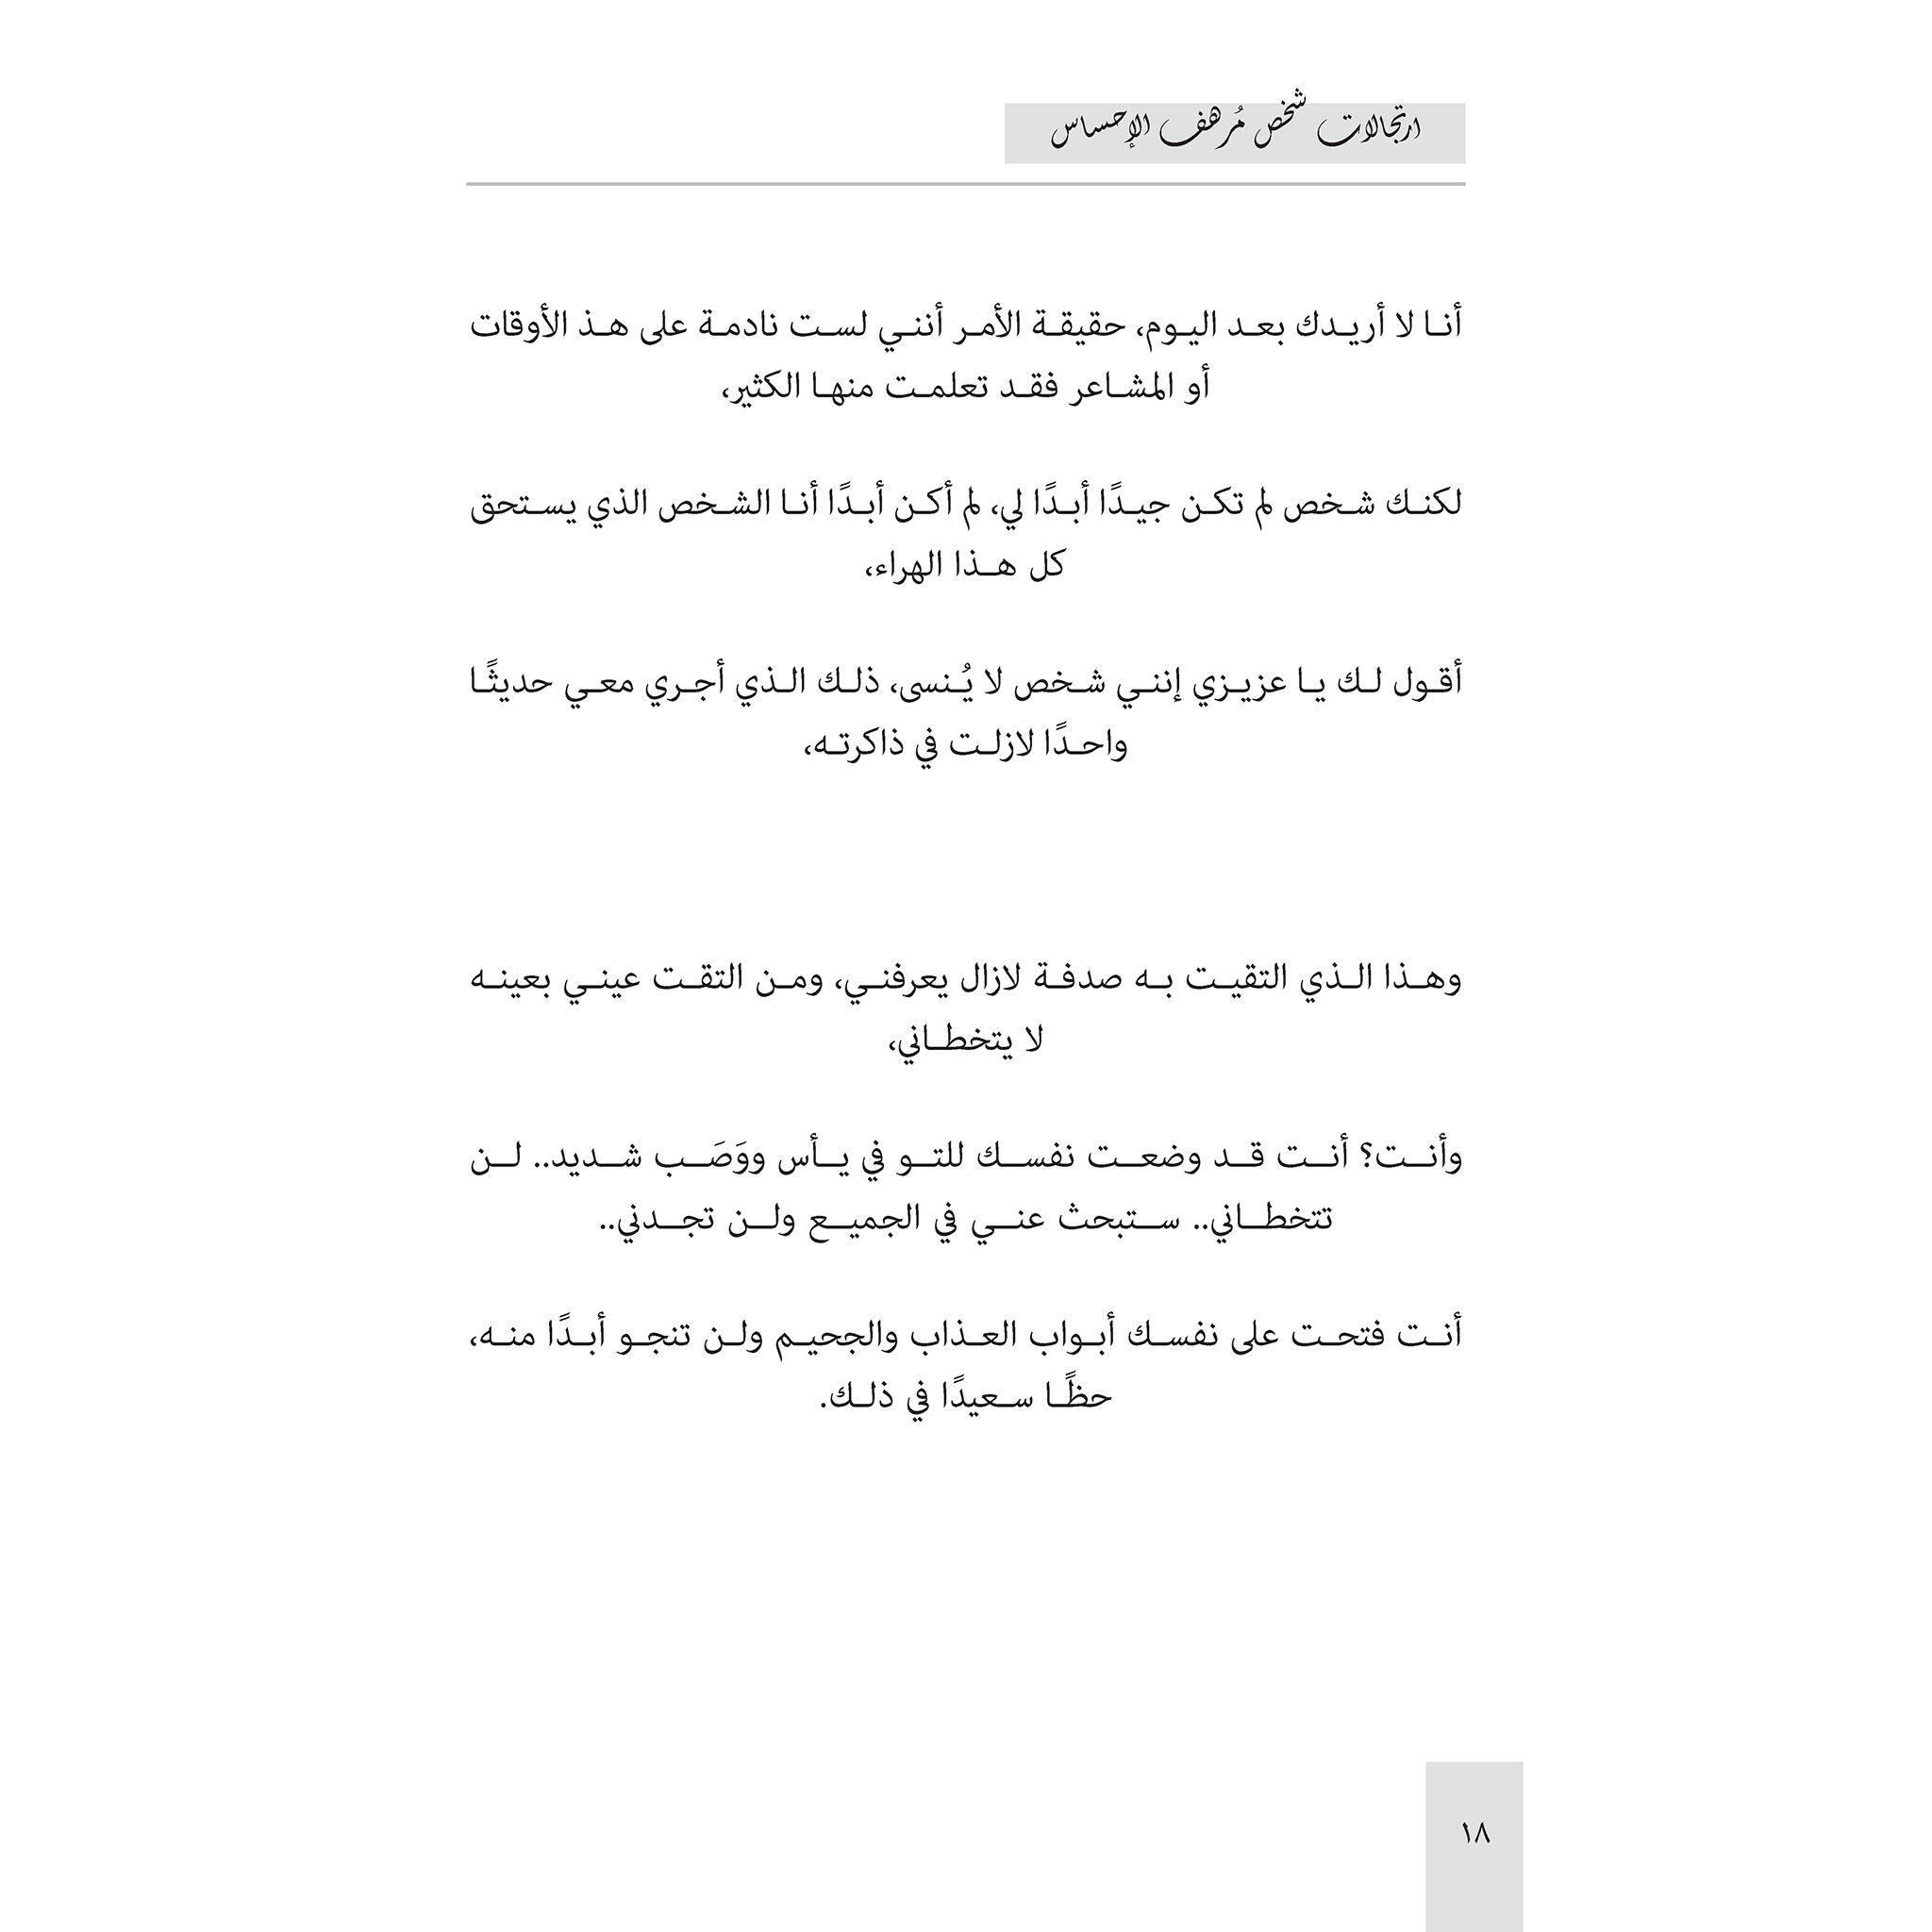 ارتجالات شخص مُرهف الإحساس
أنا لا أريدك بعد اليوم، حقيقة الأمر أنني لست نادمة على هذ الأوقات
أو المشاعر فقد تعلمت منها الكثير،
لكنك شخص لم تكن جيدًا أبدًا لي، لم أكن أبدًا أنا الشخص الذي يستحق
كل هذا الهراء،
أقول لك يا عزيزي إنني شخص لا يُنسى، ذلك الذي أجري معي حديثًا
واحدًا لازلت في ذاكرته،
وهذا الذي التقيت به صدفة لازال يعرفني، ومن التقت عيني بعينه
لا يتخطاني،
وأنت؟ أنت قد وضعت نفسك للتو في يأس ووَصَب شديد.. لن
تتخطاني.. ستبحث عني في الجميع ولن تجدني..
أنت فتحت على نفسك أبواب العذاب والجحيم ولن تنجو أبدًا منه،
حظًا سعيدًا في ذلك.
١٨